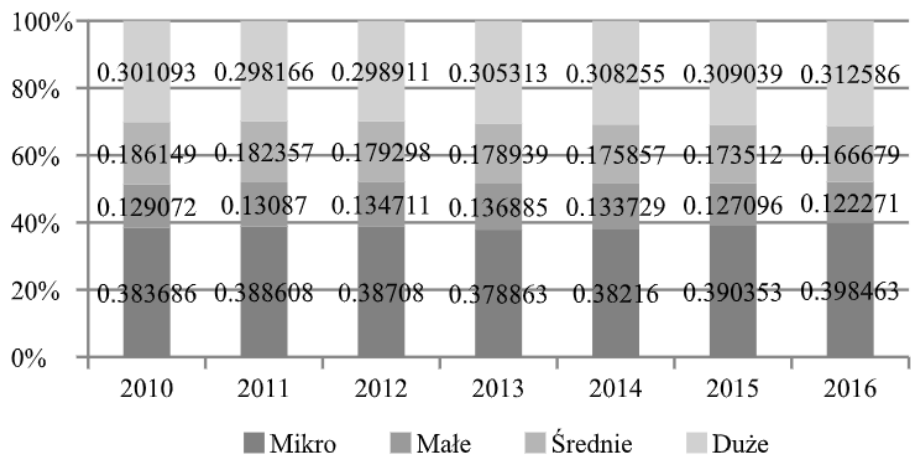 100%
0.301093 0.298166 0.298911 0.305313 0.308255 0.309039 0.312586
80%
60% 0.186149 0.182357 0.179298 0.178939 0.175857 0.173512 0.166679
0.129072 0.13087 0.134711 0.136885 0.133729 0.127096 0.122271
40%
20% 0.383686 0.388608 0.38708 0.378863 0.38216 0.390353 0.398463
0%
2010 2011 2012 2013 2014 2015 2016
Mikro Małe Średnie Duże